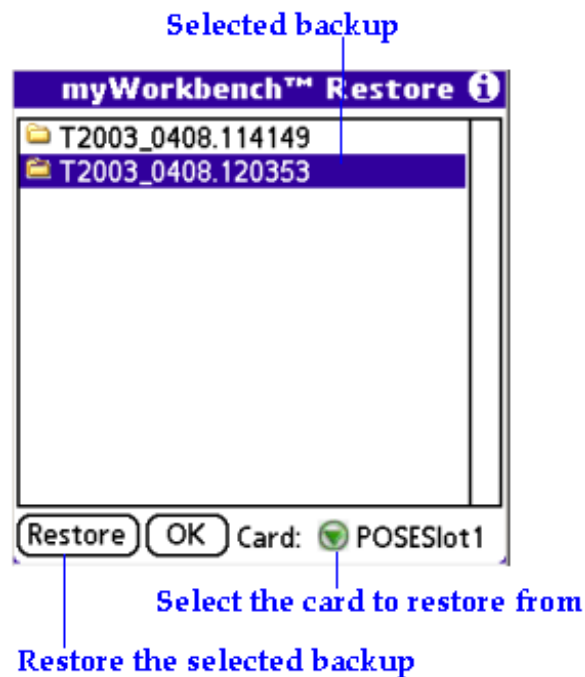 Selected backup
myWorkbench™ Restore i
T2003_0408.114149
T2003_0408.120353
Restore OK Card: POSESlot1
Select the card to restore from
Restore the selected backup